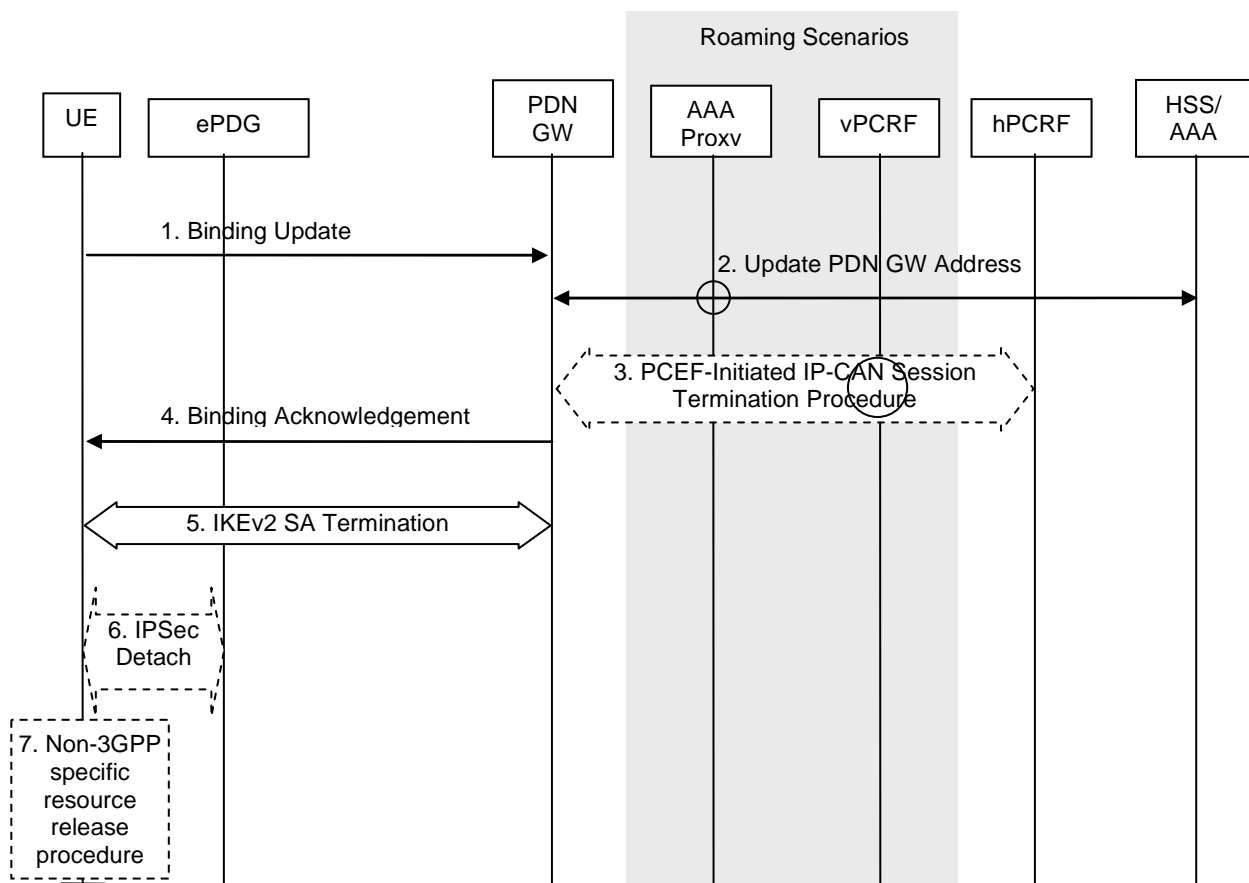 Roaming Scenarios
UE
ePDG
PDN
GW
AAA
Proxy
vPCRF
hPCRF
HSS/
AAA
1. Binding Update
2. Update PDN GW Address
3. PCEF-Initiated IP-CAN Session
Termination Procedure
4. Binding Acknowledgement
5. IKEv2 SA Termination
6. IPSec
Detach
7. Non-3GPP
specific
resource
release
procedure